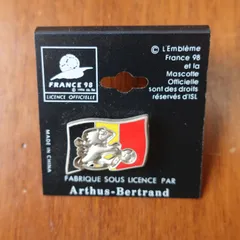 FRANCE 98
LICENCE OFFICIELLE
© L'Emblème
France 98
et la
Mascotte
Officielle
sont des droits
réservés d'ISL
MADE IN CHINA
FABRIQUE SOUS LICENCE PAR
Arthus-Bertrand